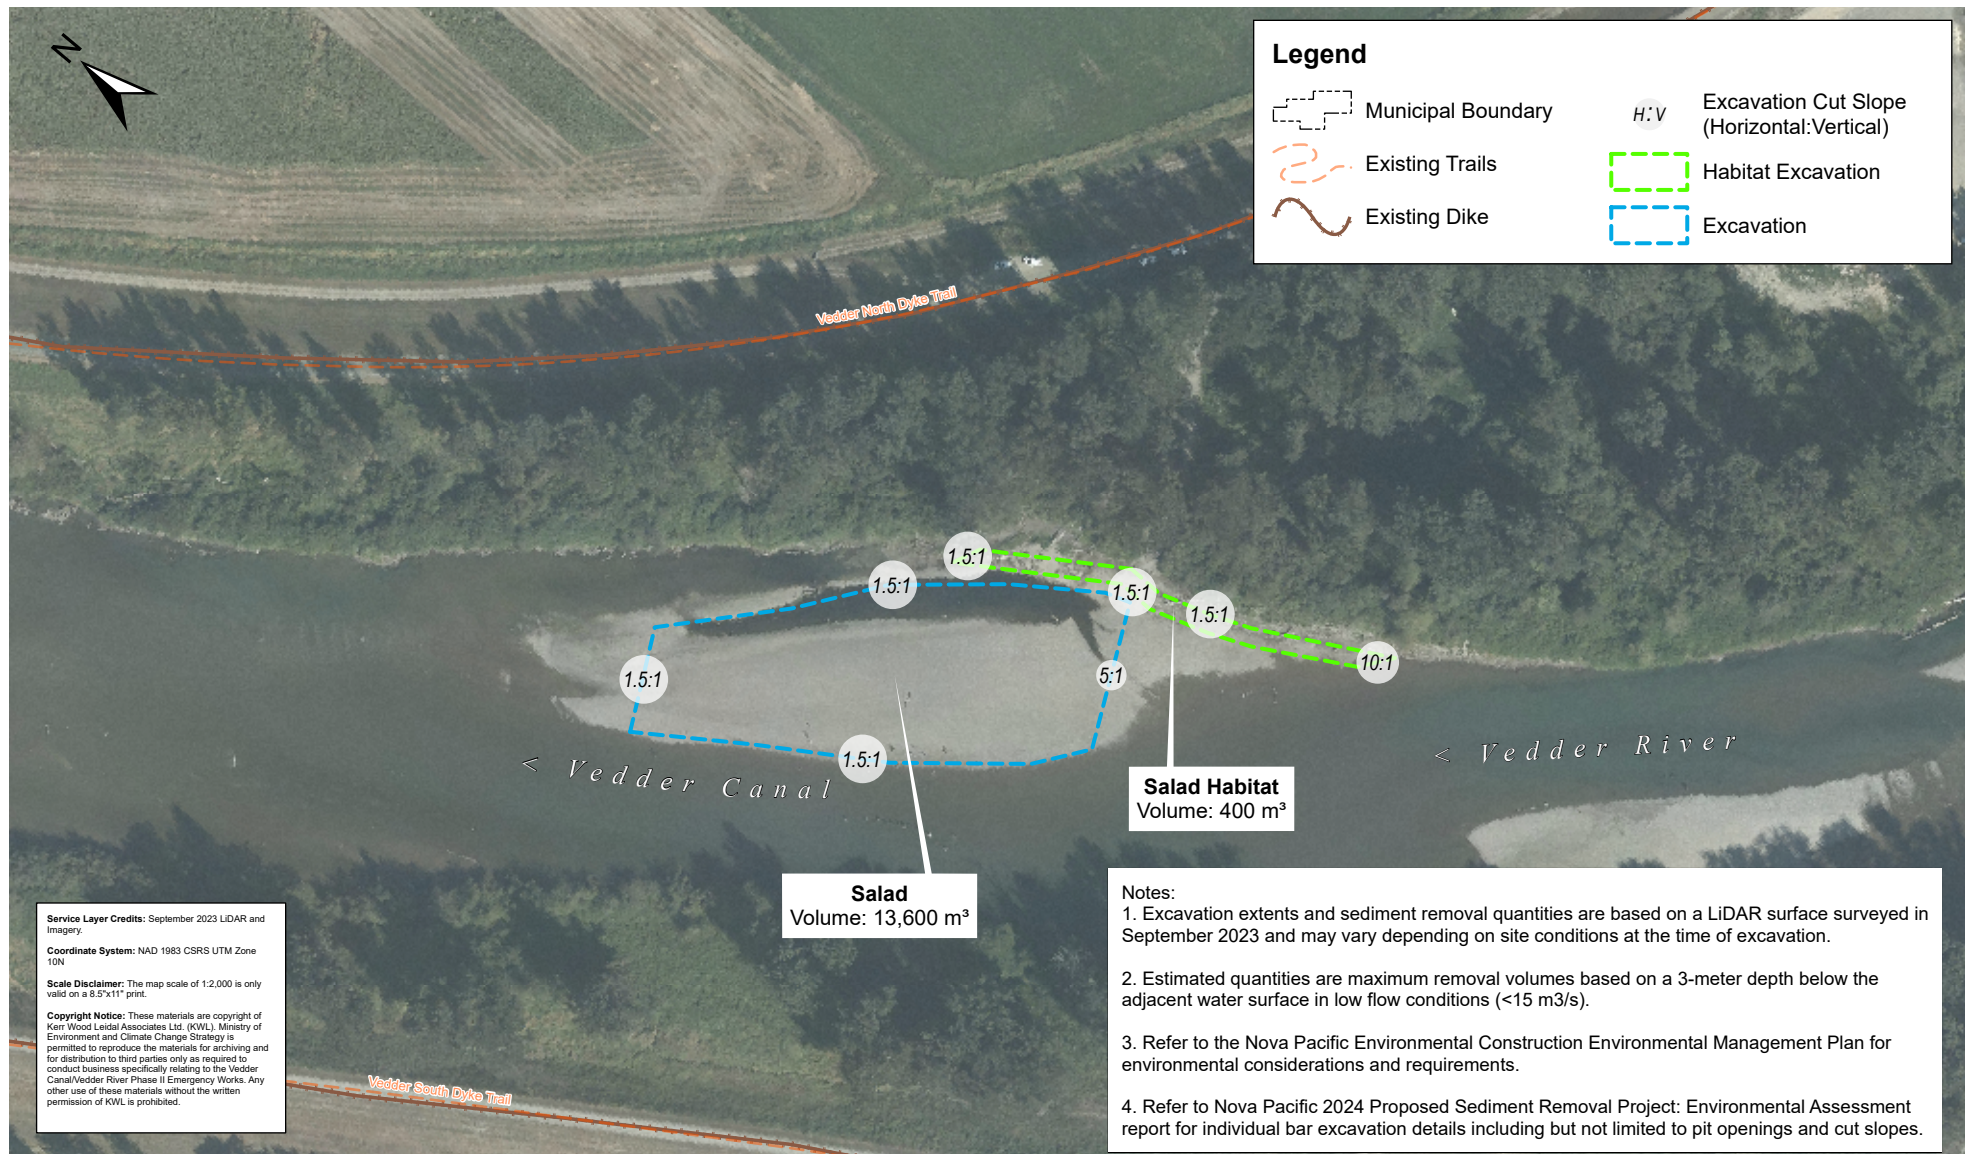 N
Legend
Municipal Boundary
Existing Trails
Existing Dike
H:V
Excavation Cut Slope
(Horizontal:Vertical)
Habitat Excavation
Excavation
Vedder North Dyke Trail
1.5:1
1.5:1
1.5:1
1.5:1
10:1
1.5:1
5:1
1.5:1
< Vedder Canal
< Vedder River
Salad Habitat
Volume: 400 m³
Salad
Volume: 13,600 m³
Service Layer Credits: September 2023 LiDAR and
Imagery.
Coordinate System: NAD 1983 CSRS UTM Zone
10N
Scale Disclaimer: The map scale of 1:2,000 is only
valid on a 8.5"x11" print.
Copyright Notice: These materials are copyright of
Kerr Wood Leidal Associates Ltd. (KWL). Ministry of
Environment and Climate Change Strategy is
permitted to reproduce the materials for archiving and
for distribution to third parties only as required to
conduct business specifically relating to the Vedder
Canal/Vedder River Phase II Emergency Works. Any
other use of these materials without the written
permission of KWL is prohibited.
Vedder South Dyke Trail
Notes:
1. Excavation extents and sediment removal quantities are based on a LiDAR surface surveyed in
September 2023 and may vary depending on site conditions at the time of excavation.
2. Estimated quantities are maximum removal volumes based on a 3-meter depth below the
adjacent water surface in low flow conditions (<15 m3/s).
3. Refer to the Nova Pacific Environmental Construction Environmental Management Plan for
environmental considerations and requirements.
4. Refer to Nova Pacific 2024 Proposed Sediment Removal Project: Environmental Assessment
report for individual bar excavation details including but not limited to pit openings and cut slopes.